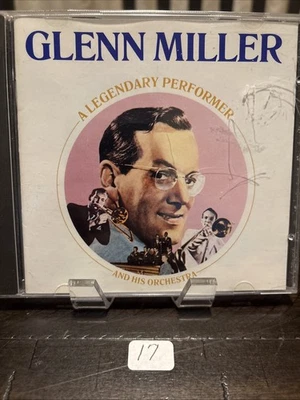 GLENN MILLER
A LEGENDARY PERFORMER
AND HIS ORCHESTRA
17